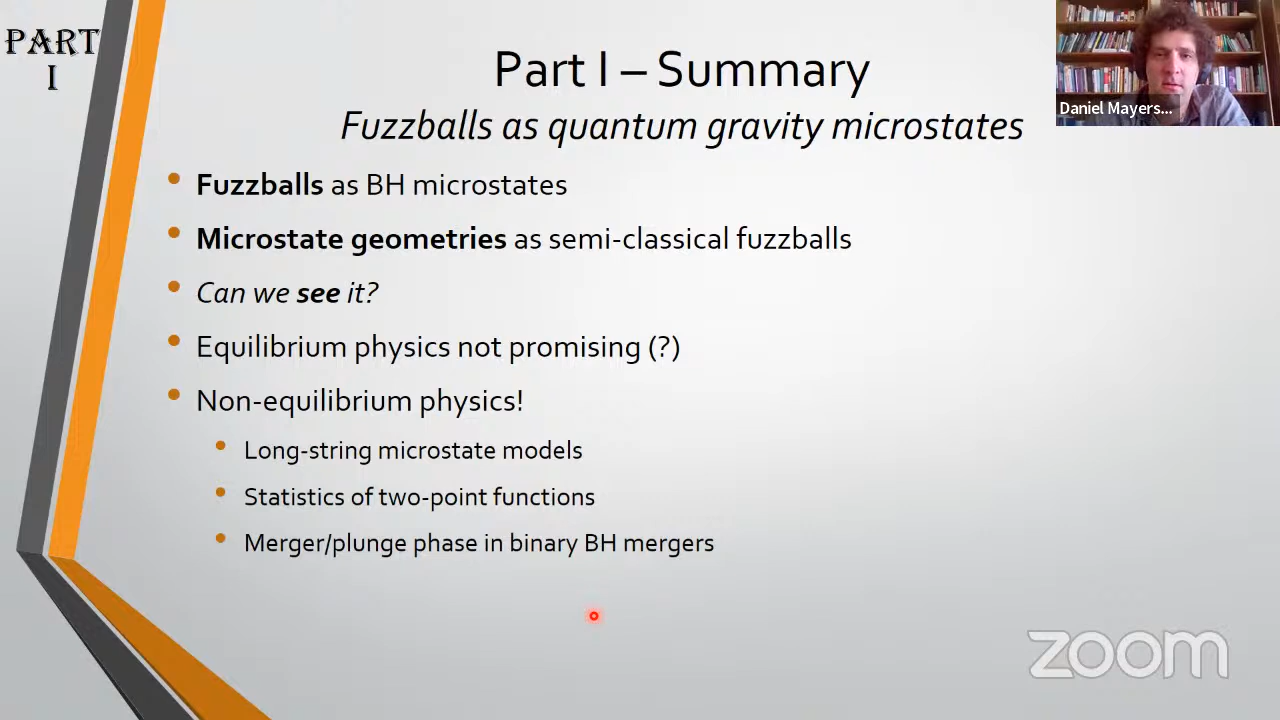 PART
I
Part I – Summary
Fuzzballs as quantum gravity microstates
Daniel Mayers...
Fuzzballs as BH microstates
Microstate geometries as semi-classical fuzzballs
Can we see it?
Equilibrium physics not promising (?)
Non-equilibrium physics!
Long-string microstate models
Statistics of two-point functions
Merger/plunge phase in binary BH mergers
zoom